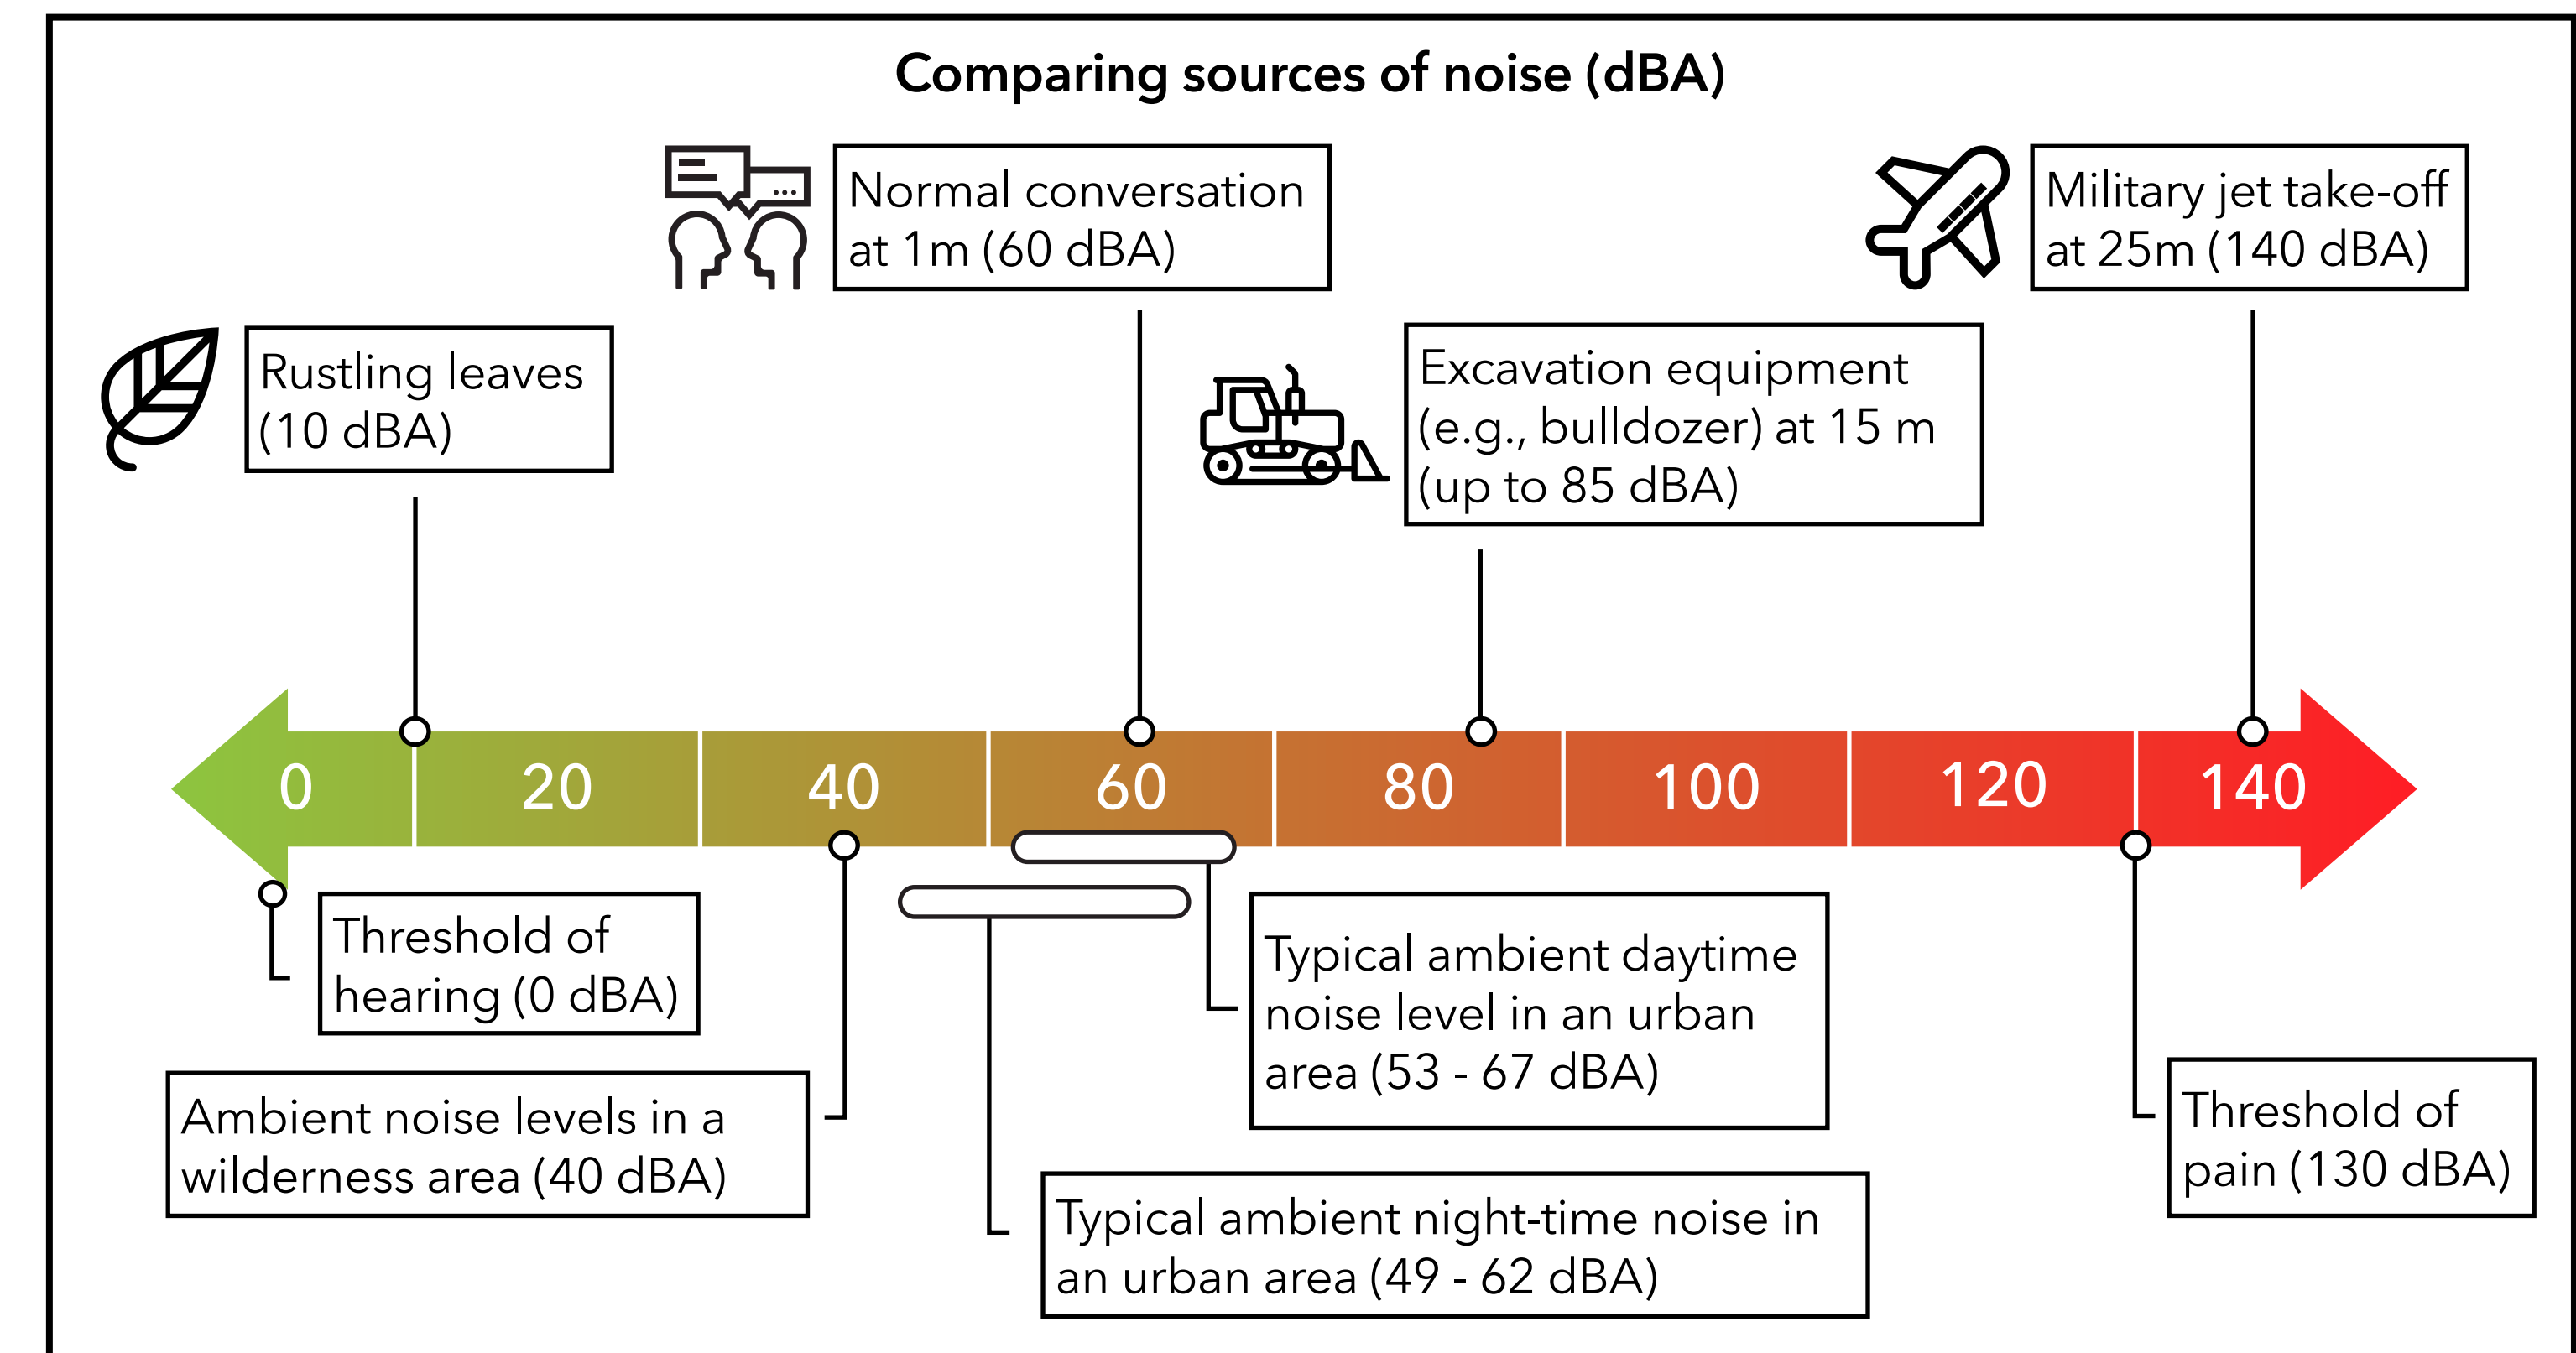 Comparing sources of noise (dBA)
Normal conversation
at 1m (60 dBA)
Military jet take-off
at 25m (140 dBA)
Rustling leaves
(10 dBA)
Excavation equipment
(e.g., bulldozer) at 15 m
(up to 85 dBA)
0 20 40 60 80 100 120 140
Threshold of
hearing (0 dBA)
Typical ambient daytime
noise level in an urban
area (53 - 67 dBA)
Ambient noise levels in a
wilderness area (40 dBA)
Threshold of
pain (130 dBA)
Typical ambient night-time noise in
an urban area (49 - 62 dBA)